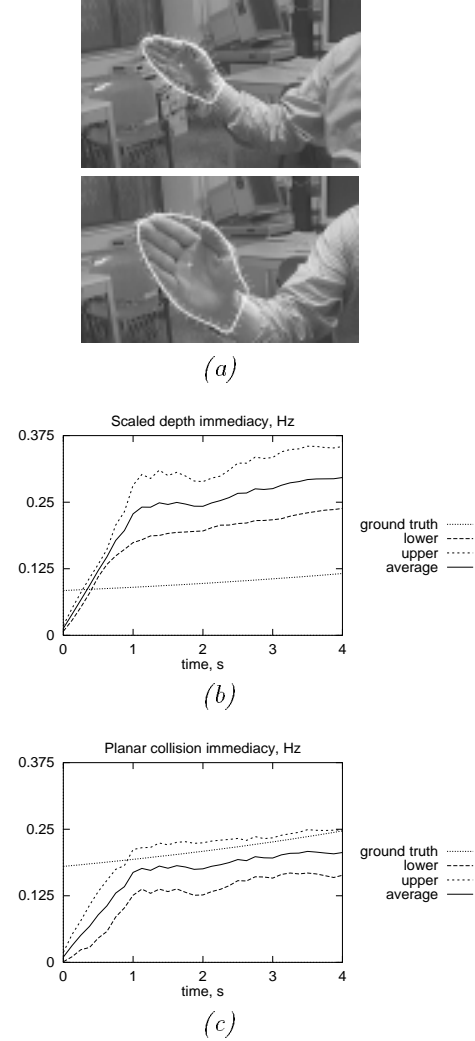 (a)
Scaled depth immediacy, Hz
0.375
0.25
0.125
0
0 1 2 3 4
time, s
ground truth
lower
upper
average
(b)
Planar collision immediacy, Hz
0.375
0.25
0.125
0
0 1 2 3 4
time, s
ground truth
lower
upper
average
(c)